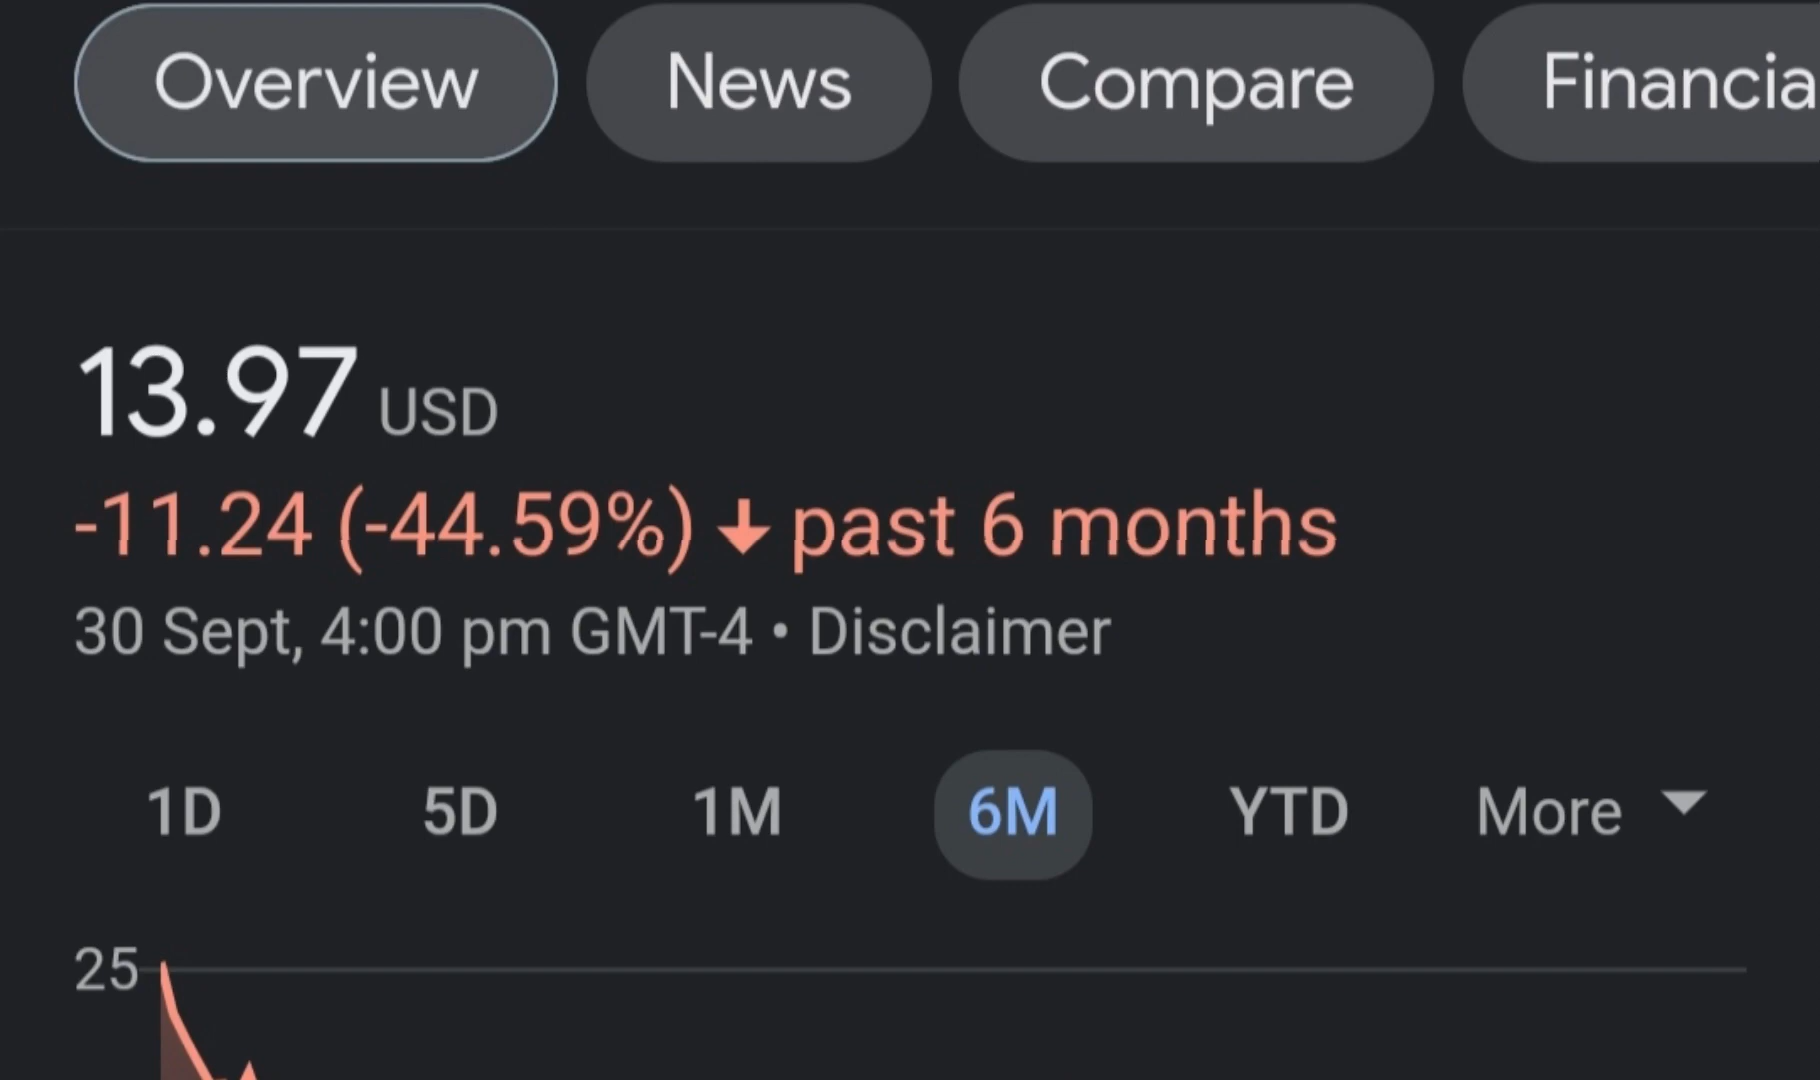 Overview News Compare Financia
13.97 USD
-11.24 (-44.59%) ↓ past 6 months
30 Sept, 4:00 pm GMT-4 • Disclaimer
1D 5D 1M 6M YTD More
25